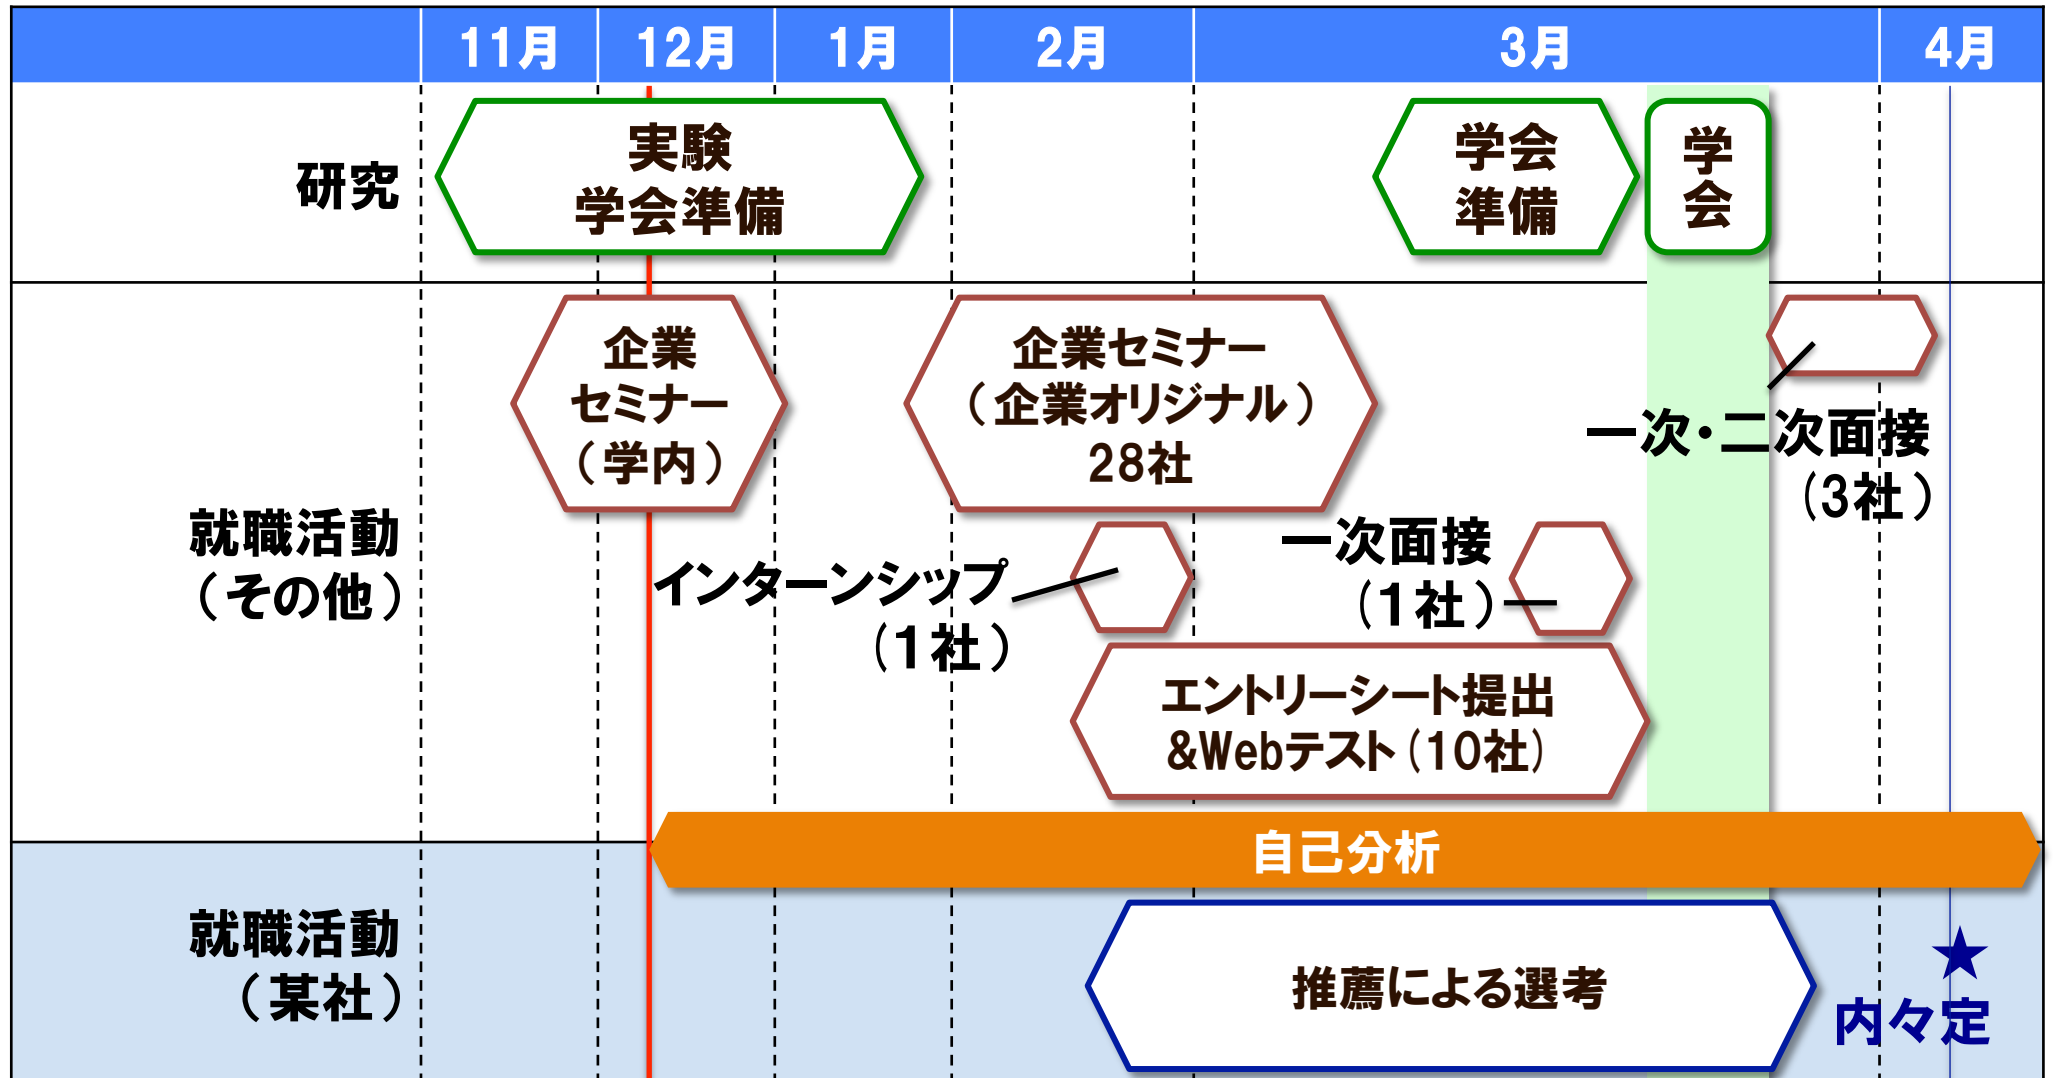 11月
12月
1月
2月
3月
4月
研究
実験
学会準備
学会
準備
学
会
就職活動
（その他）
企業
セミナー
（学内）
企業セミナー
（企業オリジナル）
28社
一次・二次面接
(3社)
インターンシップ
(1社)
一次面接
(1社)
エントリーシート提出
&Webテスト(10社)
自己分析
就職活動
（某社）
推薦による選考
★
内々定